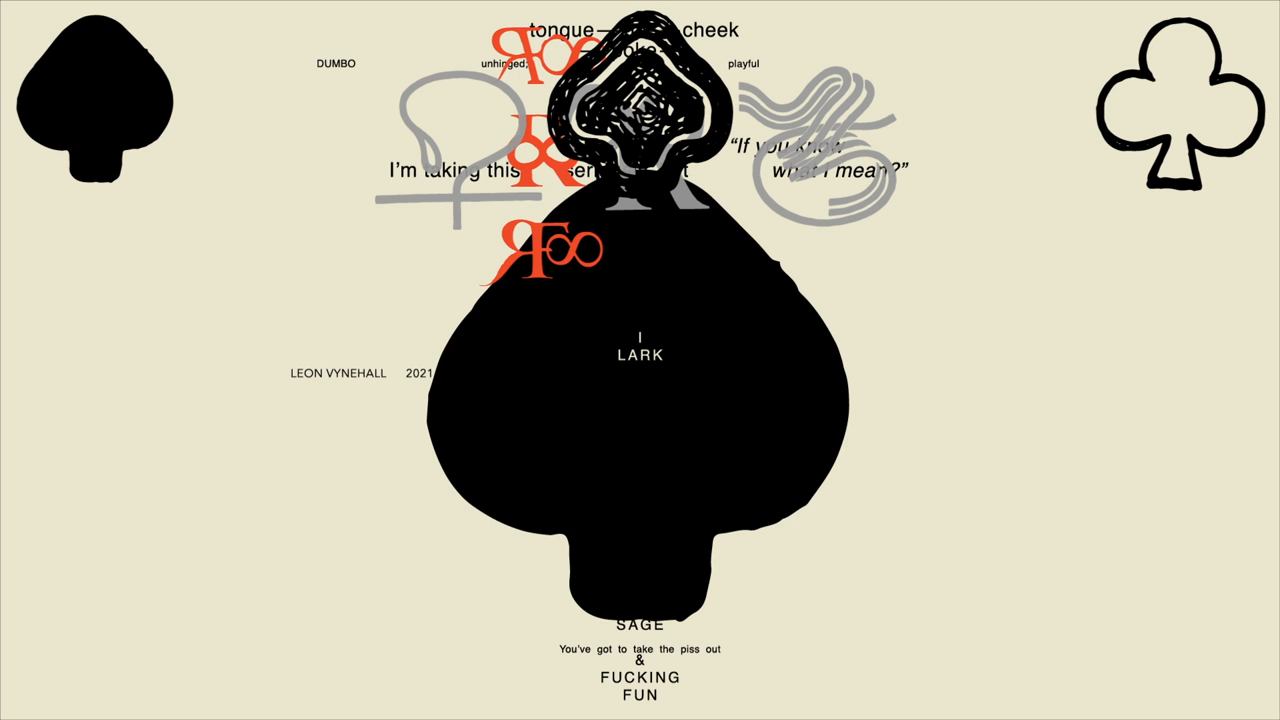 tongue — cheek
DUMBO unhinged; playful
“If you know
I’m taking this what I mean?”
I
LARK
LEON VYNEHALL 2021
SAGE
You’ve got to take the piss out
&
FUCKING
FUN